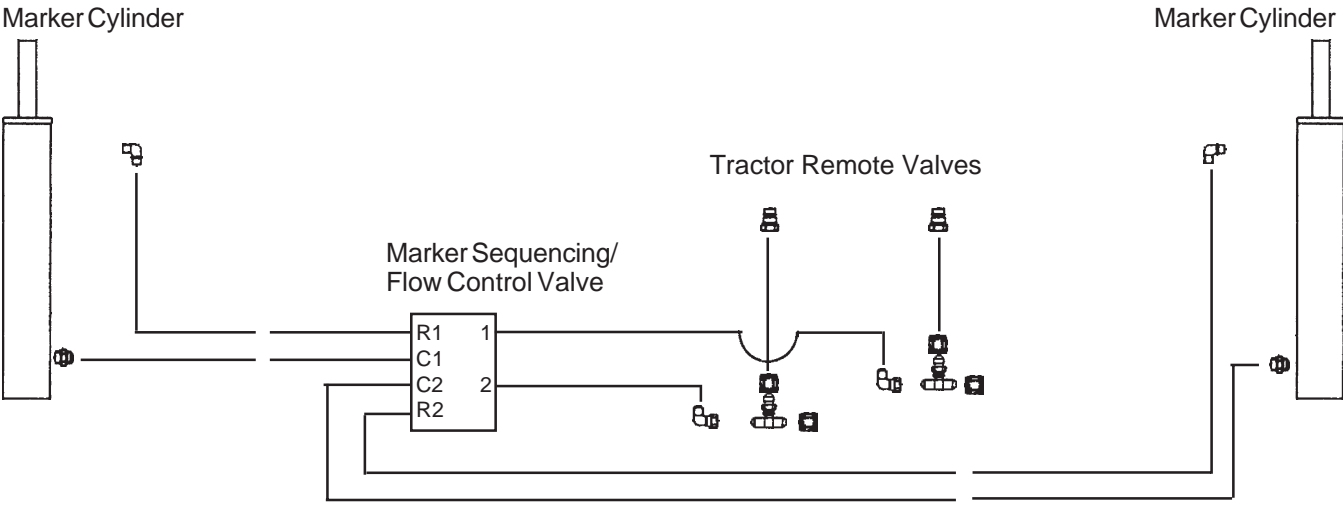 Marker Cylinder
Marker Cylinder
Tractor Remote Valves
Marker Sequencing/
Flow Control Valve
R1 1
C1
C2 2
R2